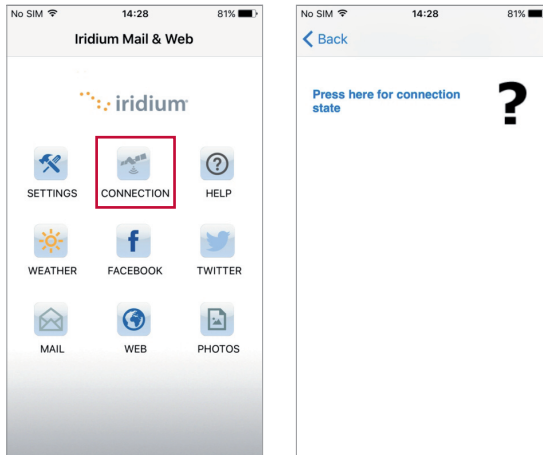 No SIM 14:28 81%
Iridium Mail & Web
iridium
SETTINGS CONNECTION HELP
WEATHER FACEBOOK TWITTER
MAIL WEB PHOTOS
No SIM 14:28 81%
Back
Press here for connection
state
?